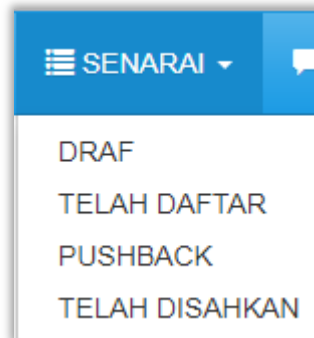 SENARAI
DRAF
TELAH DAFTAR
PUSHBACK
TELAH DISAHKAN